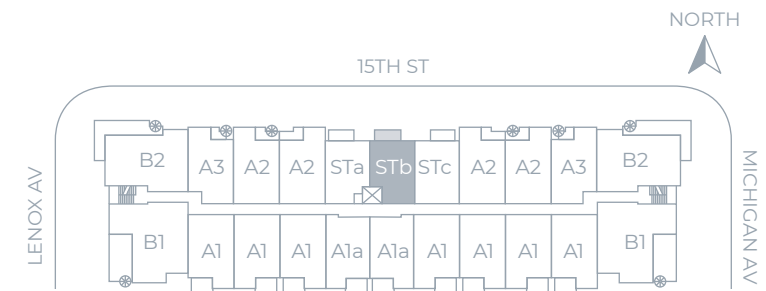 NORTH
15TH ST
LENOX AV
MICHIGAN AV
B2 A3 A2 A2 STa STb STc A2 A2 A3 B2
B1 A1 A1 A1 A1a A1a A1 A1 A1 A1 B1